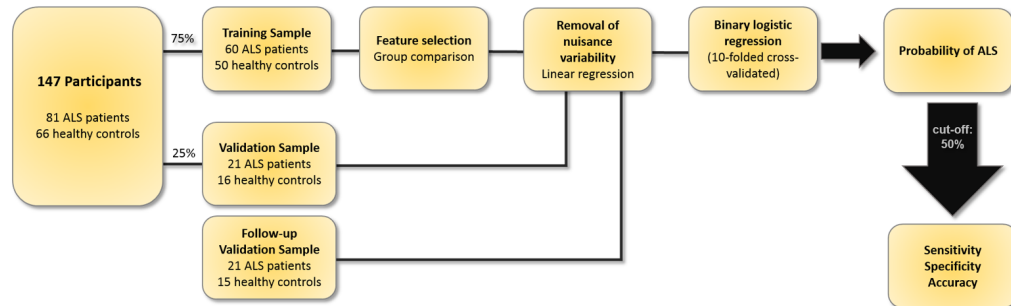 147 Participants
81 ALS patients
66 healthy controls
75%
25%
Training Sample
60 ALS patients
50 healthy controls
Validation Sample
21 ALS patients
16 healthy controls
Follow-up
Validation Sample
21 ALS patients
15 healthy controls
Feature selection
Group comparison
Removal of
nuisance
variability
Linear regression
Binary logistic
regression
(10-folded cross-
validated)
Probability of ALS
cut-off:
50%
Sensitivity
Specificity
Accuracy